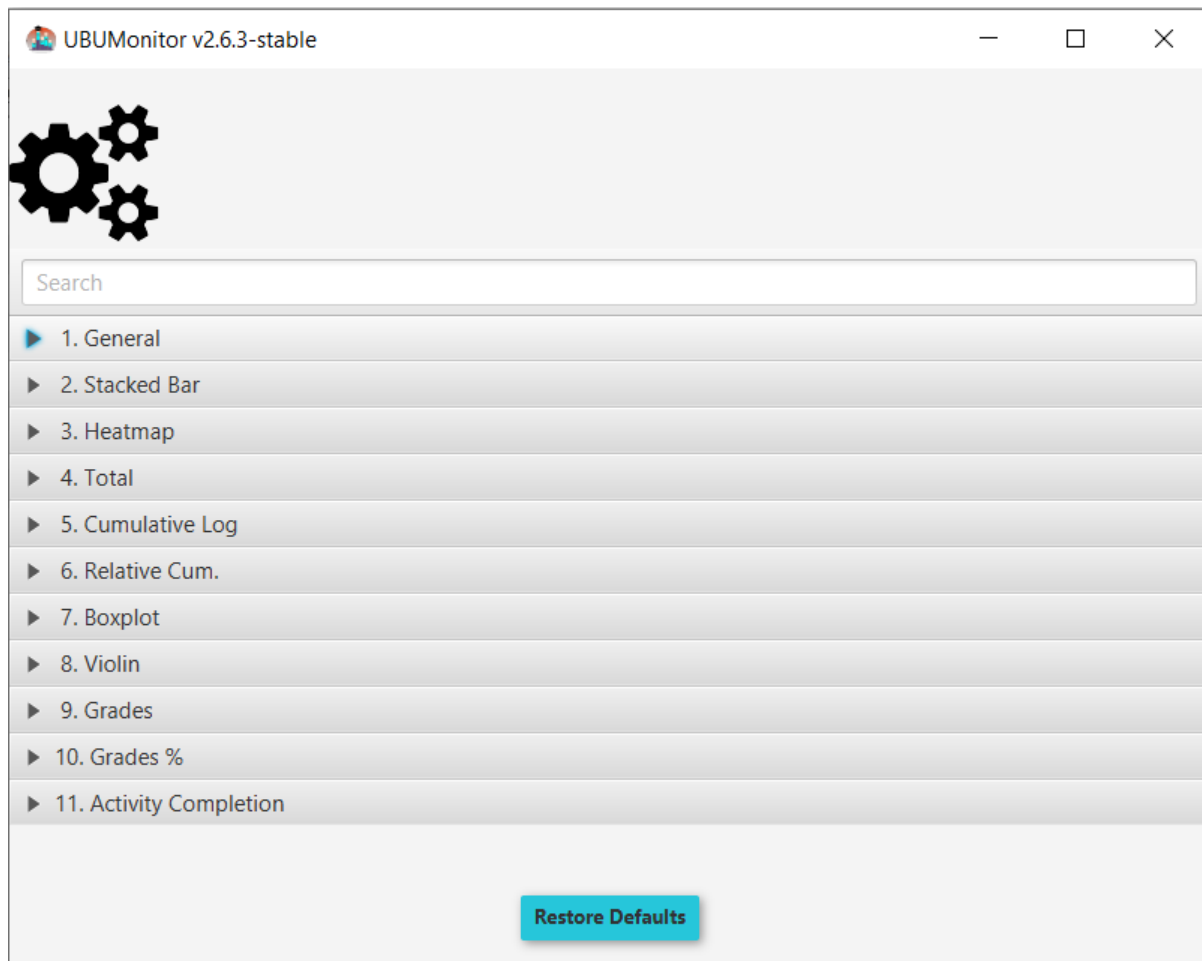 UBUMonitor v2.6.3-stable
Search
1. General
2. Stacked Bar
3. Heatmap
4. Total
5. Cumulative Log
6. Relative Cum.
7. Boxplot
8. Violin
9. Grades
10. Grades %
11. Activity Completion
Restore Defaults